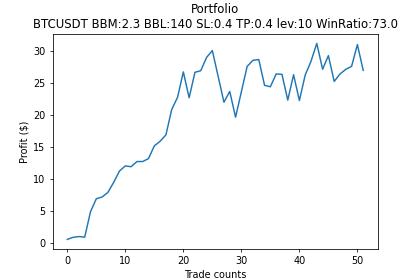 Portfolio
BTCUSDT BBM:2.3 BBL:140 SL:0.4 TP:0.4 lev:10 WinRatio:73.0
30
25
20
15
10
5
0
Profit ($)
0 10 20 30 40 50
Trade counts